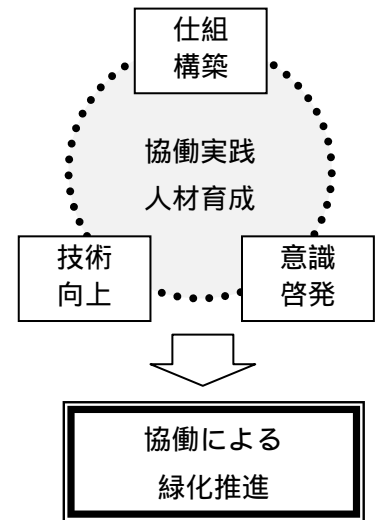 仕組
構築
協働実践
人材育成
技術
向上
意識
啓発
協働による
緑化推進